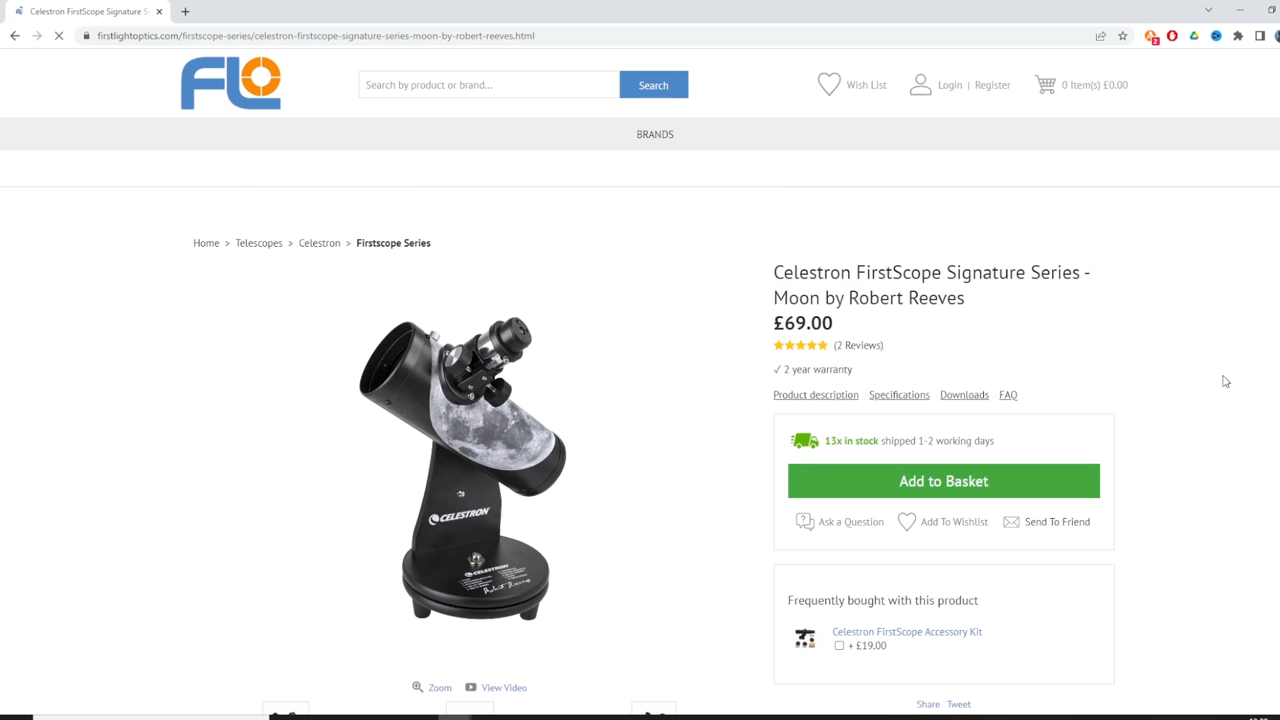 Celestron FirstScope Signature S
firstlightoptics.com/firstscope-series/celestron-firstscope-signature-series-moon-by-robert-reeves.html
2
FLO
Search by product or brand...
Search
Wish List
Login | Register
0 Item(s) £0.00
BRANDS
Home > Telescopes > Celestron > Firstscope Series
Celestron FirstScope Signature Series -
Moon by Robert Reeves
£69.00
(2 Reviews)
✓ 2 year warranty
Product description Specifications Downloads FAQ
13x in stock shipped 1-2 working days
Add to Basket
Ask a Question Add To Wishlist Send To Friend
CELESTRON
CELESTRON
Robert Reeves
Frequently bought with this product
Celestron FirstScope Accessory Kit
+ £19.00
Zoom View Video
Share Tweet